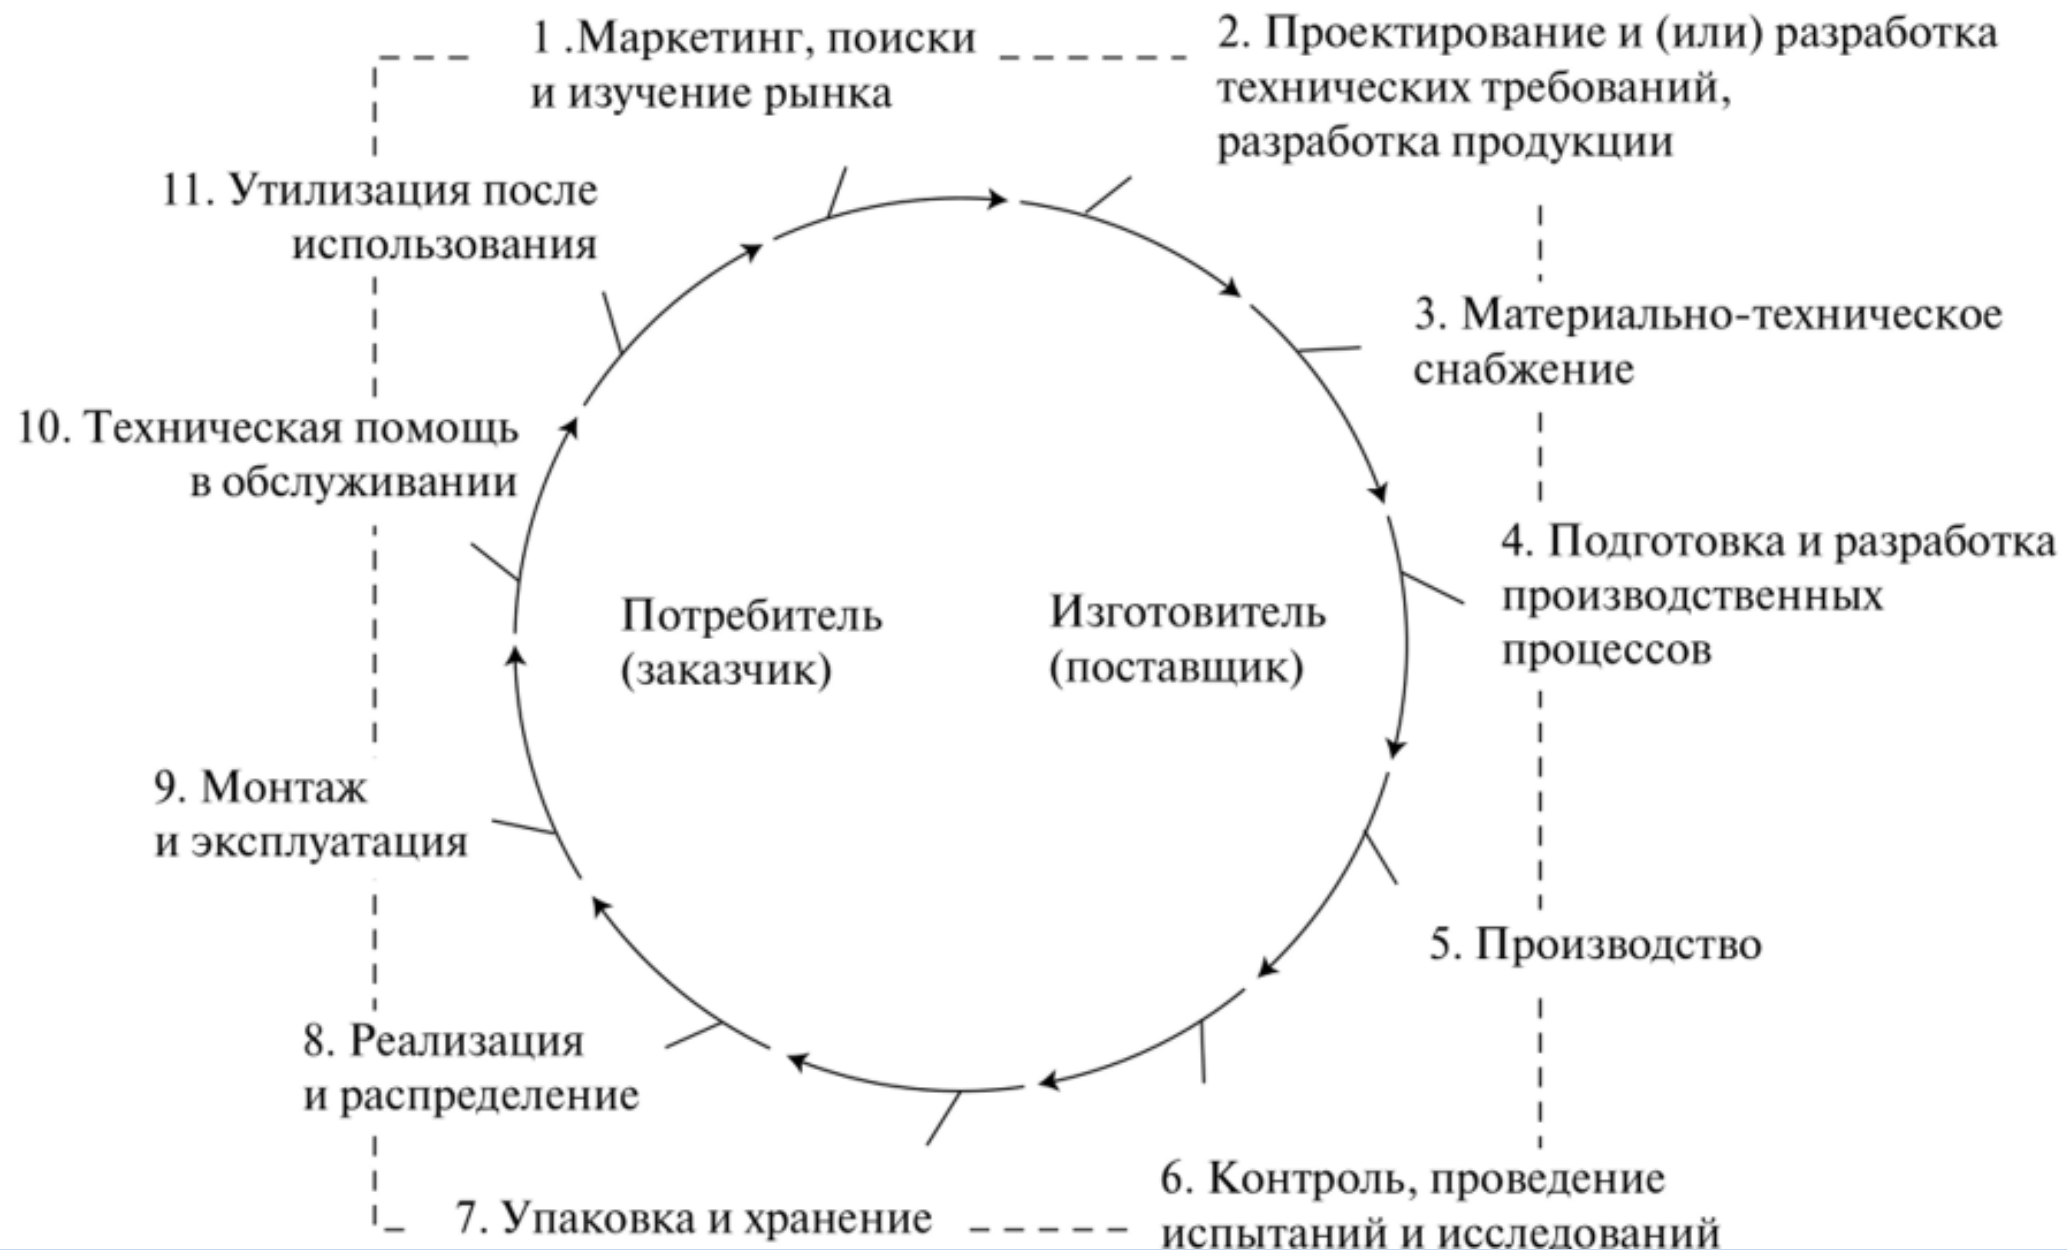 1 .Маркетинг, поиски
и изучение рынка
2. Проектирование и (или) разработка
технических требований,
разработка продукции
3. Материально-техническое
снабжение
4. Подготовка и разработка
производственных
процессов
5. Производство
6. Контроль, проведение
испытаний и исследований
7. Упаковка и хранение
8. Реализация
и распределение
9. Монтаж
и эксплуатация
10. Техническая помощь
в обслуживании
11. Утилизация после
использования
Потребитель
(заказчик)
Изготовитель
(поставщик)